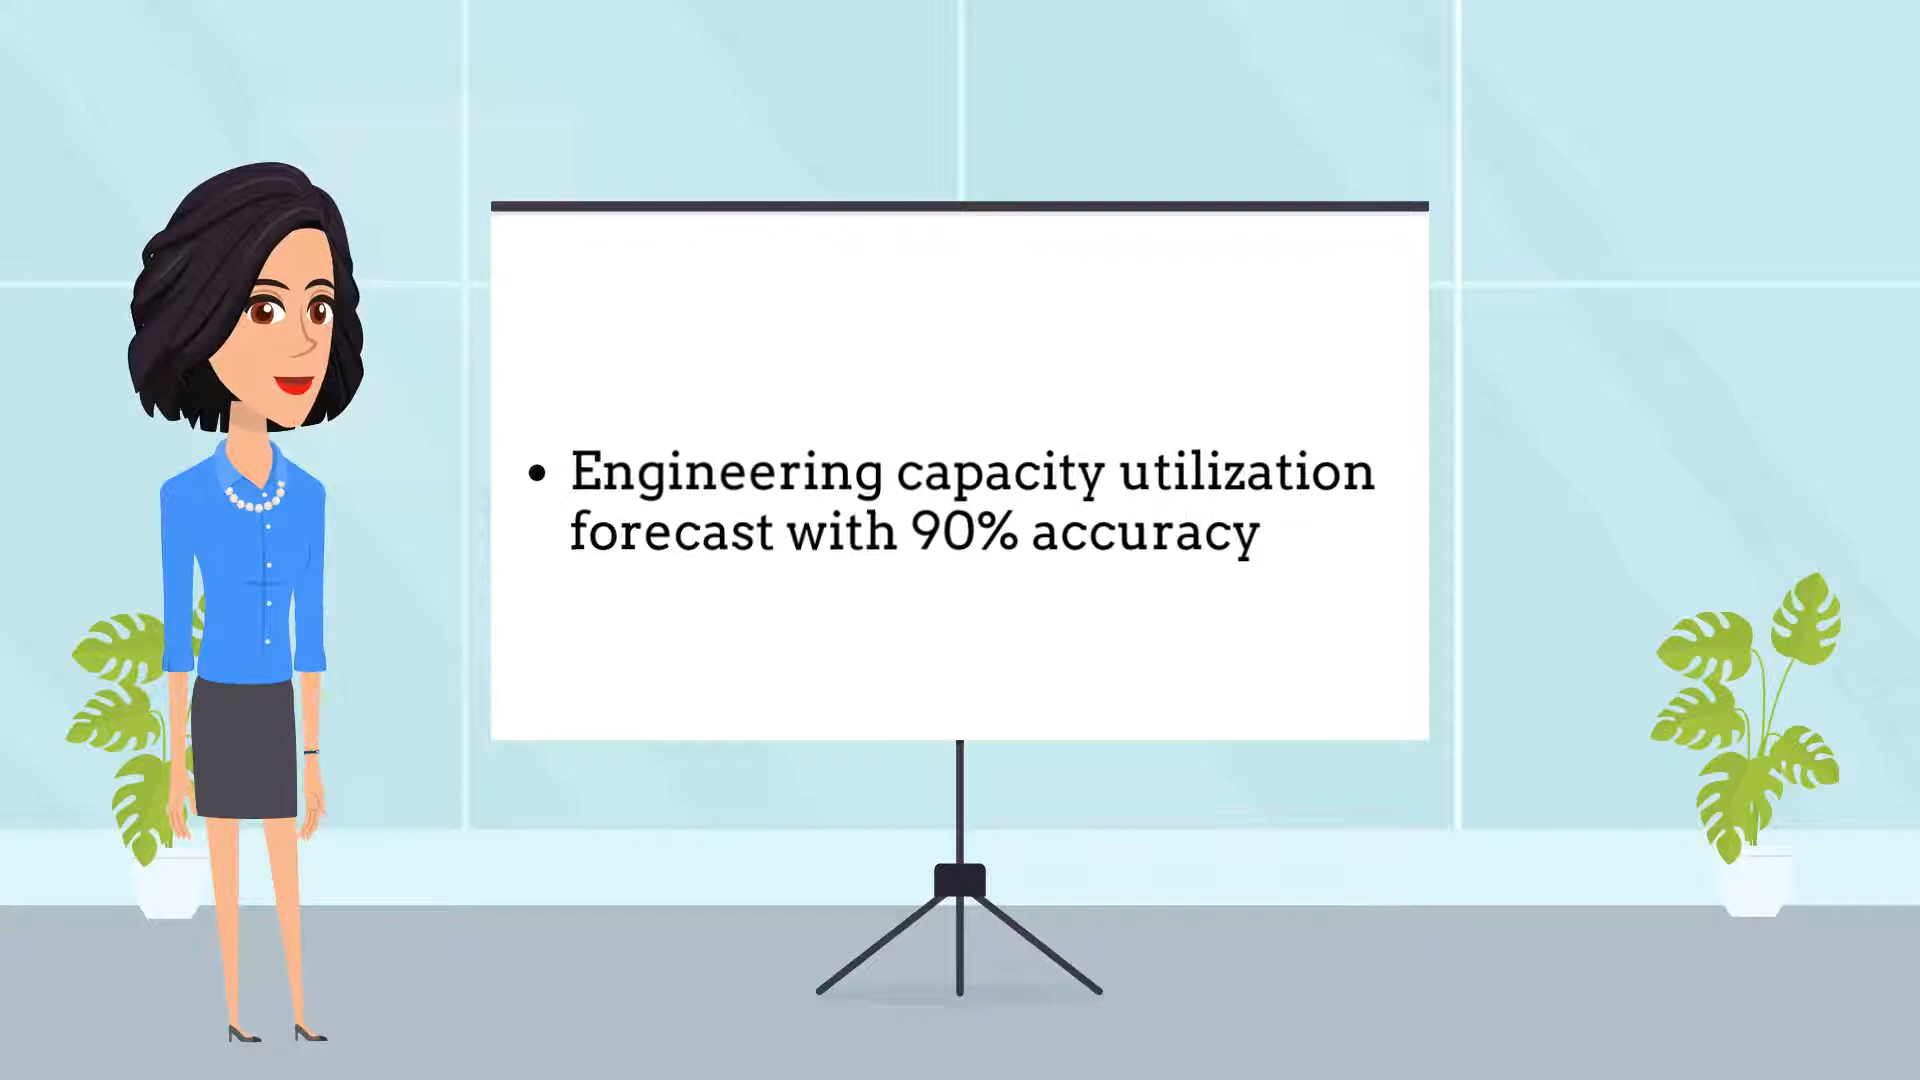 • Engineering capacity utilization
forecast with 90% accuracy